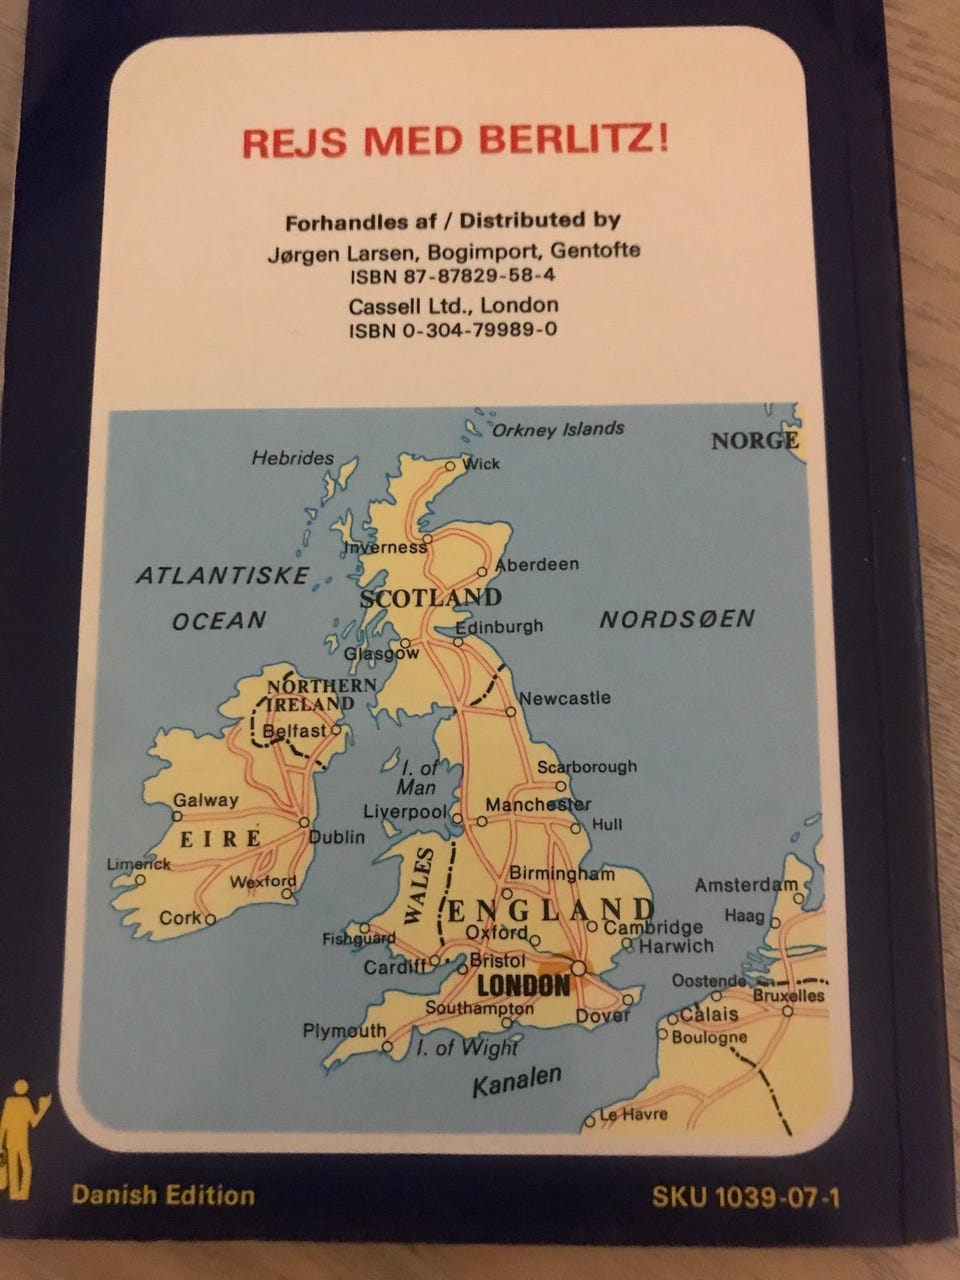 REJS MED BERLITZ!
Forhandles af / Distributed by
Jørgen Larsen, Bogimport, Gentofte
ISBN 87-87829-58-4
Cassell Ltd., London
ISBN 0-304-79989-0
Orkney Islands
NORGE
Hebrides
Wick
Inverness
Aberdeen
ATLANTISKE
OCEAN
SCOTLAND
NORDSØEN
Edinburgh
Glasgow
NORTHERN
IRELAND
Newcastle
Belfast
I. of
Man
Scarborough
Galway
Liverpool
Manchester
Hull
EIRE
Dublin
Limerick
Wexford
WALES
Birmingham
Amsterdam
Cork
ENGLAND
Haag
Fishguard
Oxford
Cambridge
Harwich
Cardiff
Bristol
LONDON
Oostende
Bruxelles
Southampton
Dover
Calais
Plymouth
I. of Wight
Boulogne
Kanalen
Le Havre
Danish Edition
SKU 1039-07-1